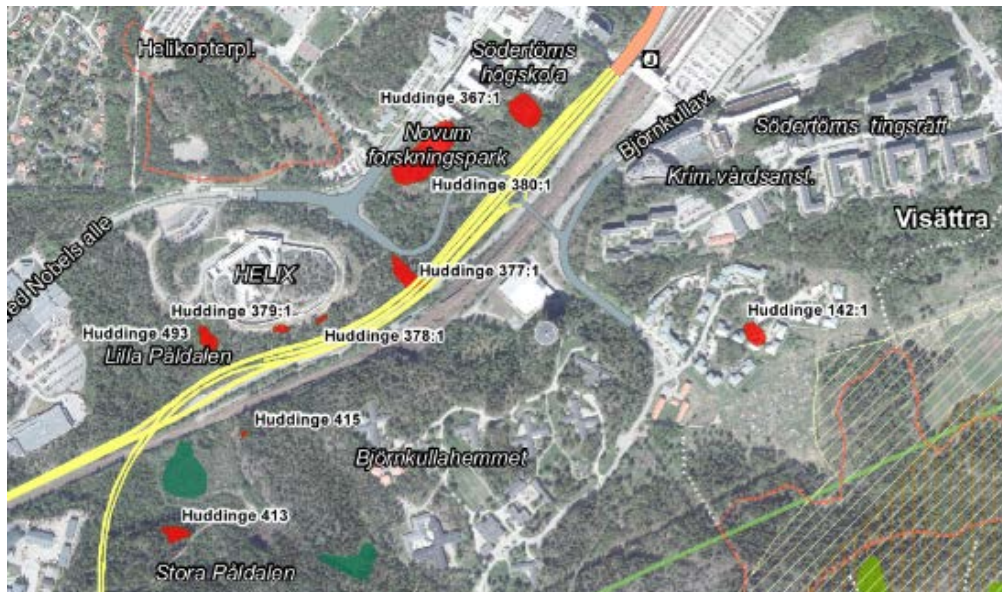 Helikopterpl.
Södertörns
högskola
Huddinge 367:1
Novum
forskningspark
Björnkullav.
Södertörns tingsrätt
Krim.vårdsanst.
Huddinge 380:1
Visättra
ed Nobels alle
HELIX
Huddinge 377:1
Huddinge 379:1
Huddinge 142:1
Huddinge 493
Huddinge 378:1
Lilla Påldalen
Huddinge 415
Björnkullahemmet
Huddinge 413
Stora Påldalen